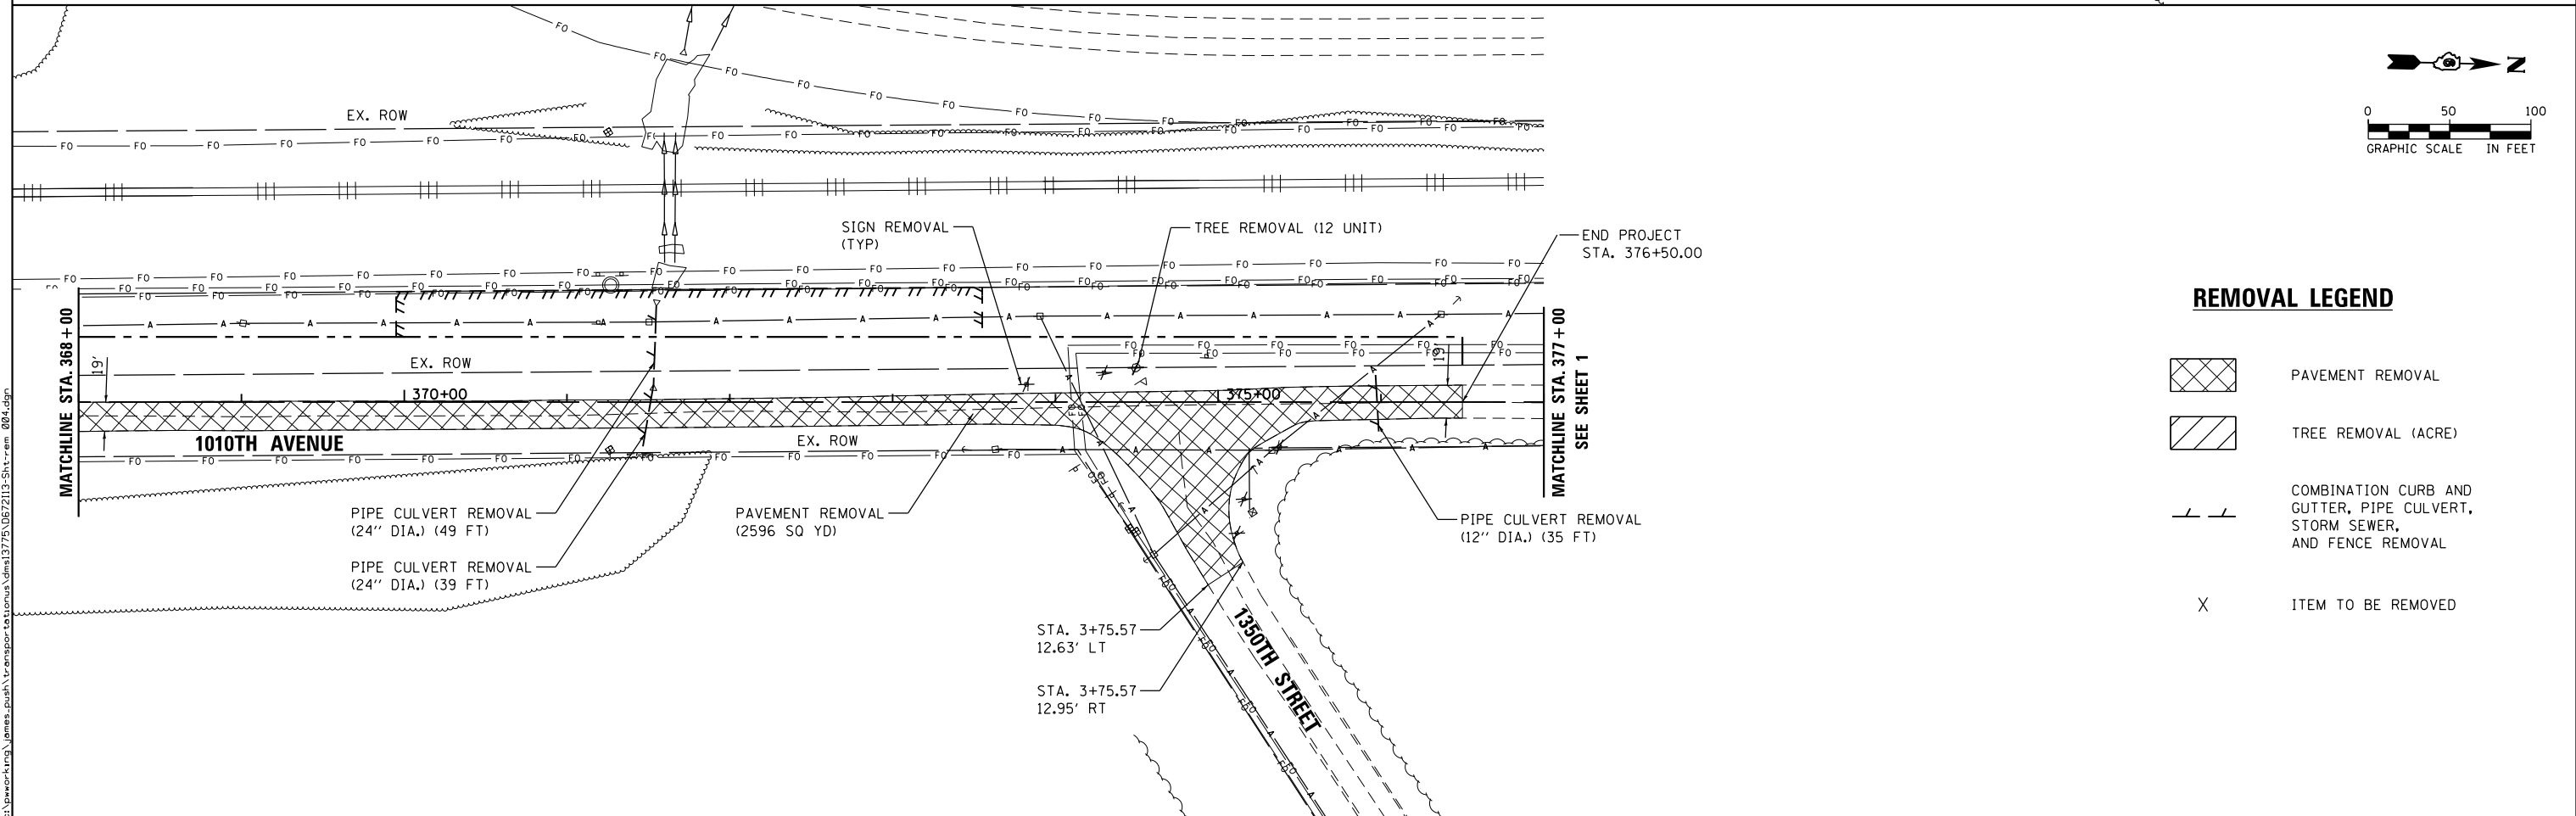 EX. ROW
SIGN REMOVAL
(TYP)
TREE REMOVAL (12 UNIT)
END PROJECT
STA. 376+50.00
MATCHLINE STA. 368+00
19'
EX. ROW
370+00
375+00
19'
1010TH AVENUE
EX. ROW
MATCHLINE STA. 377+00
SEE SHEET 1
PIPE CULVERT REMOVAL
(24" DIA.) (49 FT)
PIPE CULVERT REMOVAL
(24" DIA.) (39 FT)
PAVEMENT REMOVAL
(2596 SQ YD)
PIPE CULVERT REMOVAL
(12" DIA.) (35 FT)
STA. 3+75.57
12.63' LT
STA. 3+75.57
12.95' RT
1350TH STREET
N
0 50 100
GRAPHIC SCALE IN FEET
REMOVAL LEGEND
PAVEMENT REMOVAL
TREE REMOVAL (ACRE)
COMBINATION CURB AND
GUTTER, PIPE CULVERT,
STORM SEWER,
AND FENCE REMOVAL
X ITEM TO BE REMOVED